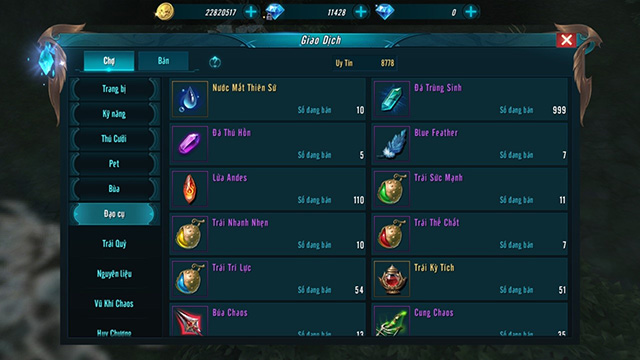 22820517
11428
0
Giao Dịch
Chợ
Bán
Uy Tín
8778
Trang bị
Kỹ năng
Thú Cưỡi
Pet
Bùa
Đạo cụ
Trái Quý
Nguyên liệu
Vũ Khí Chaos
Huy Chương
Nước Mắt Thiên Sứ
Số đang bán 10
Đá Trùng Sinh
Số đang bán 999
Đá Thú Hồn
Số đang bán 5
Blue Feather
Số đang bán 7
Lửa Andes
Số đang bán 110
Trái Sức Mạnh
Số đang bán 11
Trái Nhanh Nhẹn
Số đang bán 10
Trái Thể Chất
Số đang bán 7
Trái Trí Lực
Số đang bán 54
Trái Kỳ Tích
Số đang bán 51
Búa Chaos
Số đang bán
Cung Chaos
Số đang bán